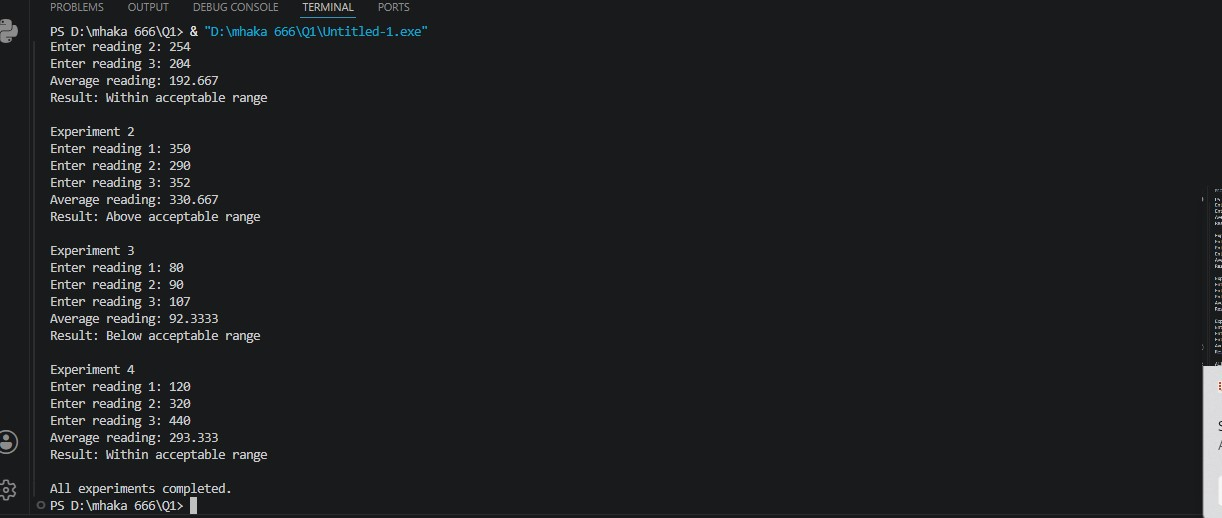 PROBLEMS OUTPUT DEBUG CONSOLE TERMINAL PORTS
PS D:\mhaka 666\Q1> & "D:\mhaka 666\Q1\Untitled-1.exe"
Enter reading 2: 254
Enter reading 3: 204
Average reading: 192.667
Result: Within acceptable range
Experiment 2
Enter reading 1: 350
Enter reading 2: 290
Enter reading 3: 352
Average reading: 330.667
Result: Above acceptable range
Experiment 3
Enter reading 1: 80
Enter reading 2: 90
Enter reading 3: 107
Average reading: 92.3333
Result: Below acceptable range
Experiment 4
Enter reading 1: 120
Enter reading 2: 320
Enter reading 3: 440
Average reading: 293.333
Result: Within acceptable range
All experiments completed.
PS D:\mhaka 666\Q1>